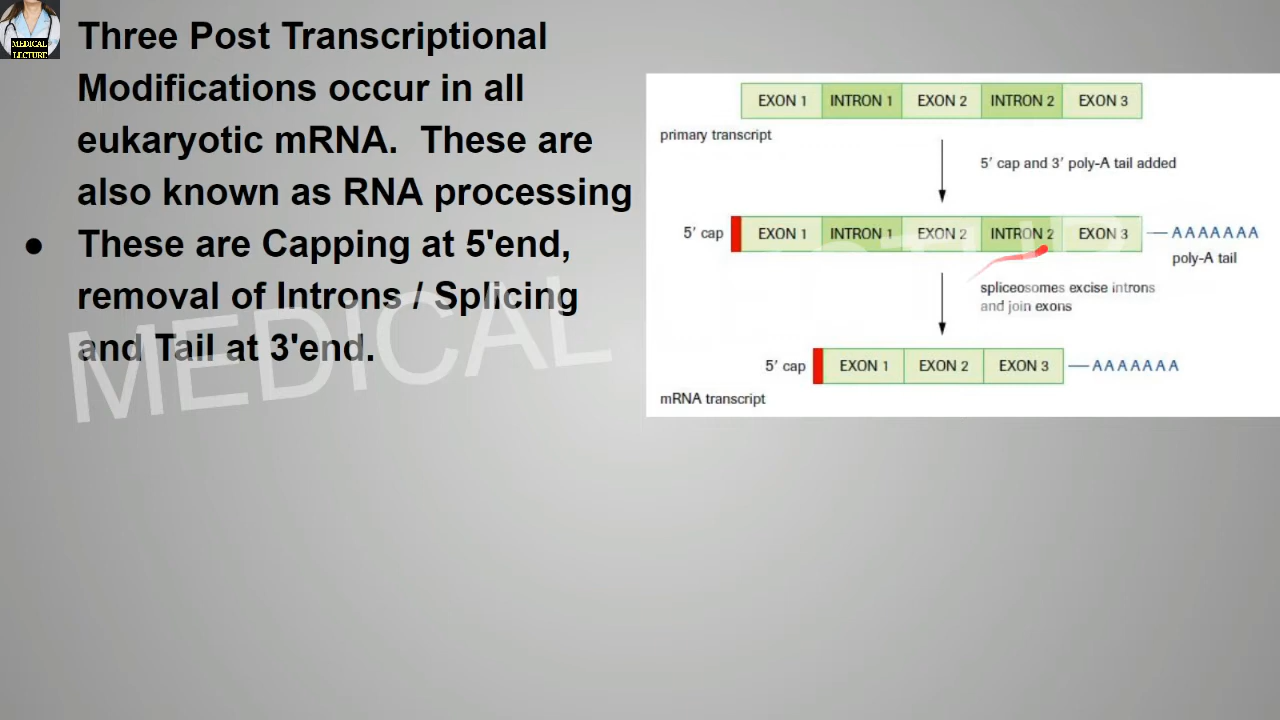 MEDICAL
LECTURE
Three Post Transcriptional
Modifications occur in all
eukaryotic mRNA.  These are
also known as RNA processing
● These are Capping at 5'end,
removal of Introns / Splicing
and Tail at 3'end.
MEDICAL
EXON 1 INTRON 1 EXON 2 INTRON 2 EXON 3
primary transcript
5′ cap and 3′ poly-A tail added
5′ cap EXON 1 INTRON 1 EXON 2 INTRON 2 EXON 3 AAAAAAA
poly-A tail
spliceosomes excise introns
and join exons
5′ cap EXON 1 EXON 2 EXON 3 AAAAAAA
mRNA transcript